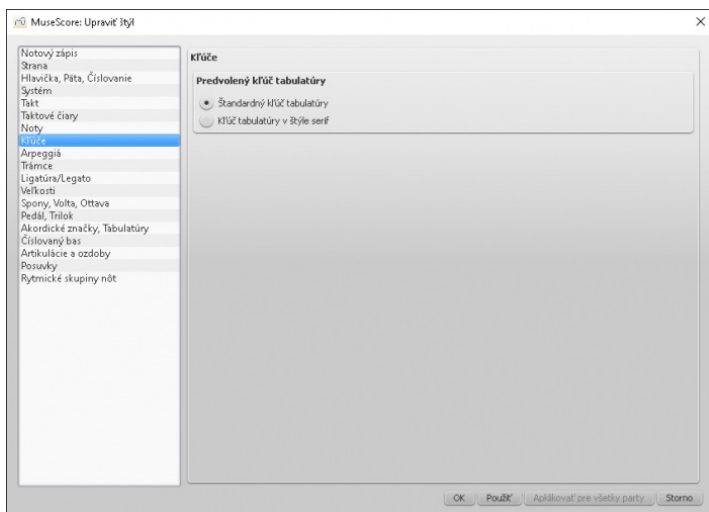 MuseScore: Upraviť štýl
Notový zápis
Strana
Hlavička, Päta, Číslovanie
Systém
Takt
Taktové čiary
Noty
Kľúče
Arpeggiá
Trámce
Ligatúra/Legato
Veľkosti
Spony, Volta, Ottava
Pedál, Trilok
Akordické značky, Tabulatúry
Číslovaný bas
Artikulácie a ozdoby
Posuvky
Rytmické skupiny nôt
Kľúče
Predvolený kľúč tabulatúry
Štandardný kľúč tabulatúry
Kľúč tabulatúry v štýle serif
OK Použiť Aplikovať pre všetky party Storno